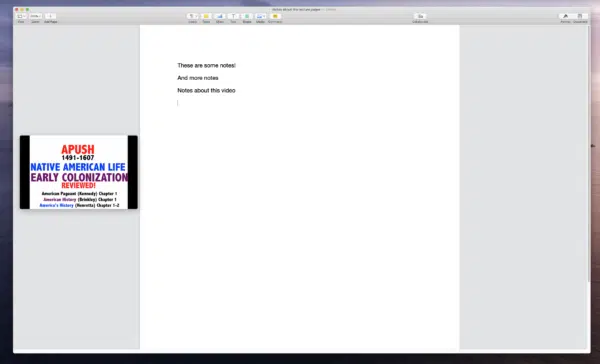 These are some notes!
And more notes
Notes about this video
APUSH
1491-1607
NATIVE AMERICAN LIFE
EARLY COLONIZATION
REVIEWED!
American Pageant (Kennedy) Chapter 1
American History (Brinkley) Chapter 1
America's History (Henretta) Chapter 1-2